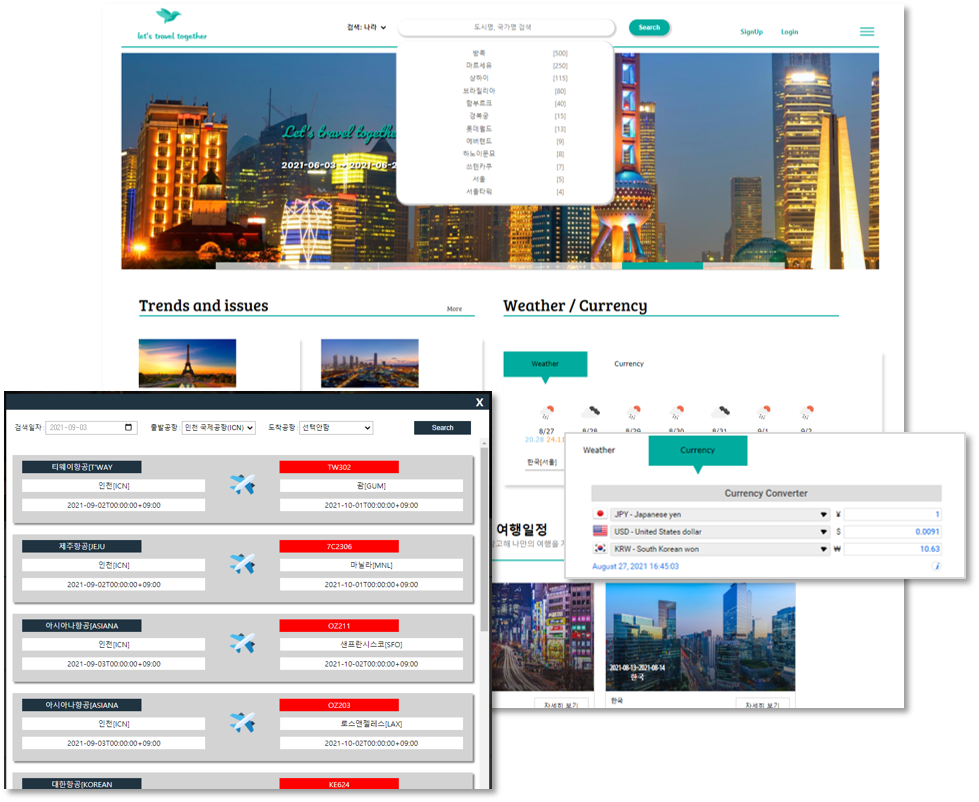 let's travel together
검색: 나라
도시명, 국가명 검색
Search
SignUp
Login
방콕 [500]
마르세유 [250]
상하이 [115]
브라질리아 [80]
함부르크 [40]
경복궁 [15]
롯데월드 [13]
에버랜드 [9]
하노이문묘 [8]
쓰한카쿠 [7]
서울 [5]
서울타워 [4]
Let's travel togethe
2021-06-03 ~ 2021-06-2
Trends and issues
More
Weather / Currency
Weather
Currency
8/27
8/28
8/29
8/30
8/31
9/1
9/2
20.28 24.11
한국[서울]
X
검색일자:
2021-09-03
출발공항:
인천 국제공항(ICN)
도착공항:
선택안함
Search
티웨이항공[T'WAY
TW302
인천[ICN]
괌[GUM]
2021-09-02T00:00:00+09:00
2021-10-01T00:00:00+09:00
제주항공[JEJU
7C2306
인천[ICN]
마닐라[MNL]
2021-09-02T00:00:00+09:00
2021-10-01T00:00:00+09:00
아시아나항공[ASIANA
OZ211
인천[ICN]
샌프란시스코[SFO]
2021-09-03T00:00:00+09:00
2021-10-02T00:00:00+09:00
아시아나항공[ASIANA
OZ203
인천[ICN]
로스앤젤레스[LAX]
2021-09-03T00:00:00+09:00
2021-10-02T00:00:00+09:00
대한항공[KOREAN
KE624
Weather
Currency
Currency Converter
JPY - Japanese yen ¥ 1
USD - United States dollar $ 0.0091
KRW - South Korean won ₩ 10.63
August 27, 2021 16:45:03
i
여행일정
고해 나만의 여행을
2021-08-13~2021-08-14
한국
자세히 보기
한국
자세히 보기